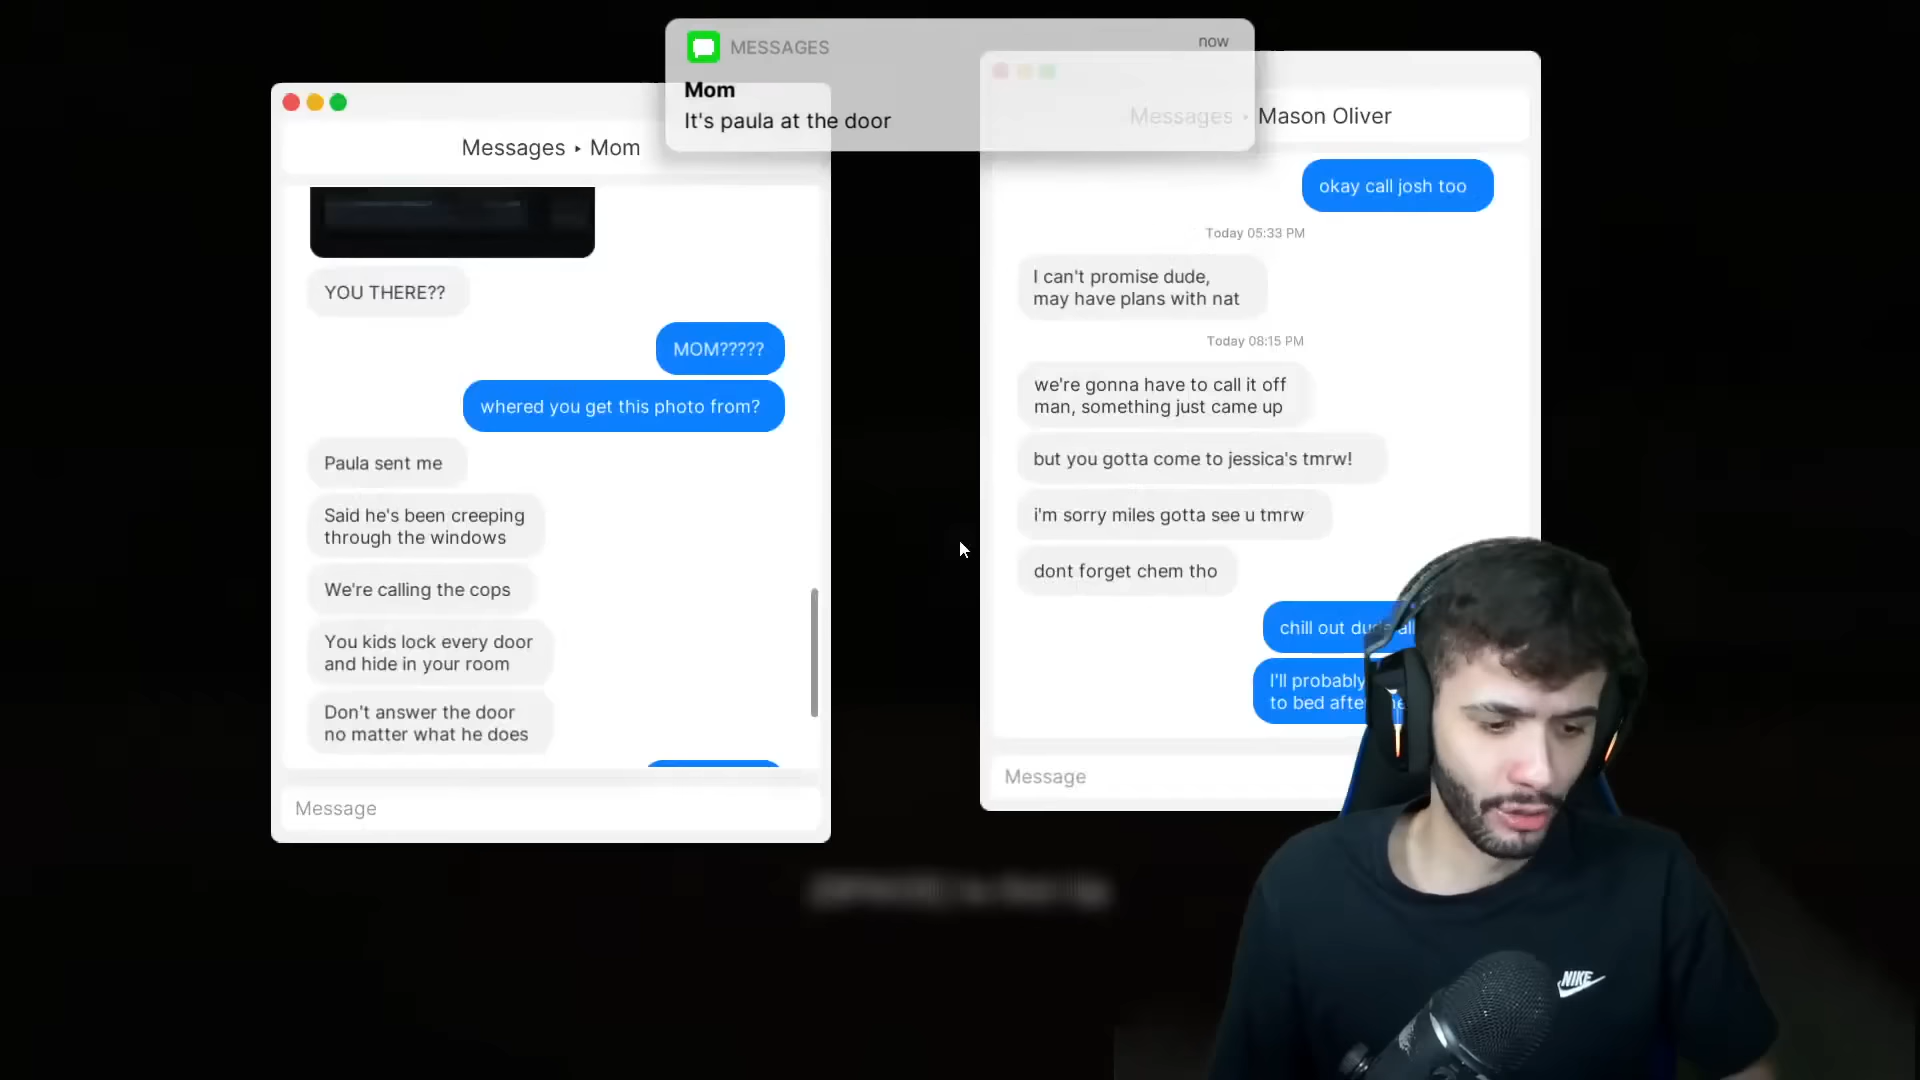 MESSAGES
now
Mom
It's paula at the door
Messages ‣ Mom
YOU THERE??
MOM?????
whered you get this photo from?
Paula sent me
Said he's been creeping
through the windows
We're calling the cops
You kids lock every door
and hide in your room
Don't answer the door
no matter what he does
Message
Messages ‣ Mason Oliver
okay call josh too
Today 05:33 PM
I can't promise dude,
may have plans with nat
Today 08:15 PM
we're gonna have to call it off
man, something just came up
but you gotta come to jessica's tmrw!
i'm sorry miles gotta see u tmrw
dont forget chem tho
chill out dude all
I'll probably
to bed after
Message
NIKE